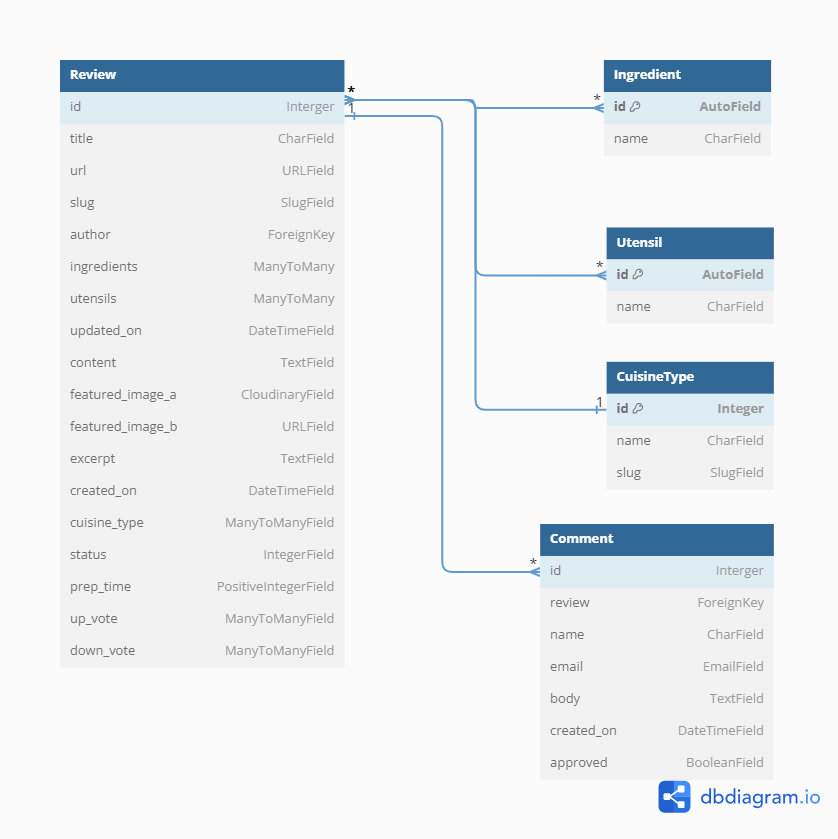 Review
id Interger
title CharField
url URLField
slug SlugField
author ForeignKey
ingredients ManyToMany
utensils ManyToMany
updated_on DateTimeField
content TextField
featured_image_a CloudinaryField
featured_image_b URLField
excerpt TextField
created_on DateTimeField
cuisine_type ManyToManyField
status IntegerField
prep_time PositiveIntegerField
up_vote ManyToManyField
down_vote ManyToManyField
*
1
Ingredient
* id AutoField
name CharField
Utensil
* id AutoField
name CharField
CuisineType
1 id Integer
name CharField
slug SlugField
Comment
* id Interger
review ForeignKey
name CharField
email EmailField
body TextField
created_on DateTimeField
approved BooleanField
dbdiagram.io